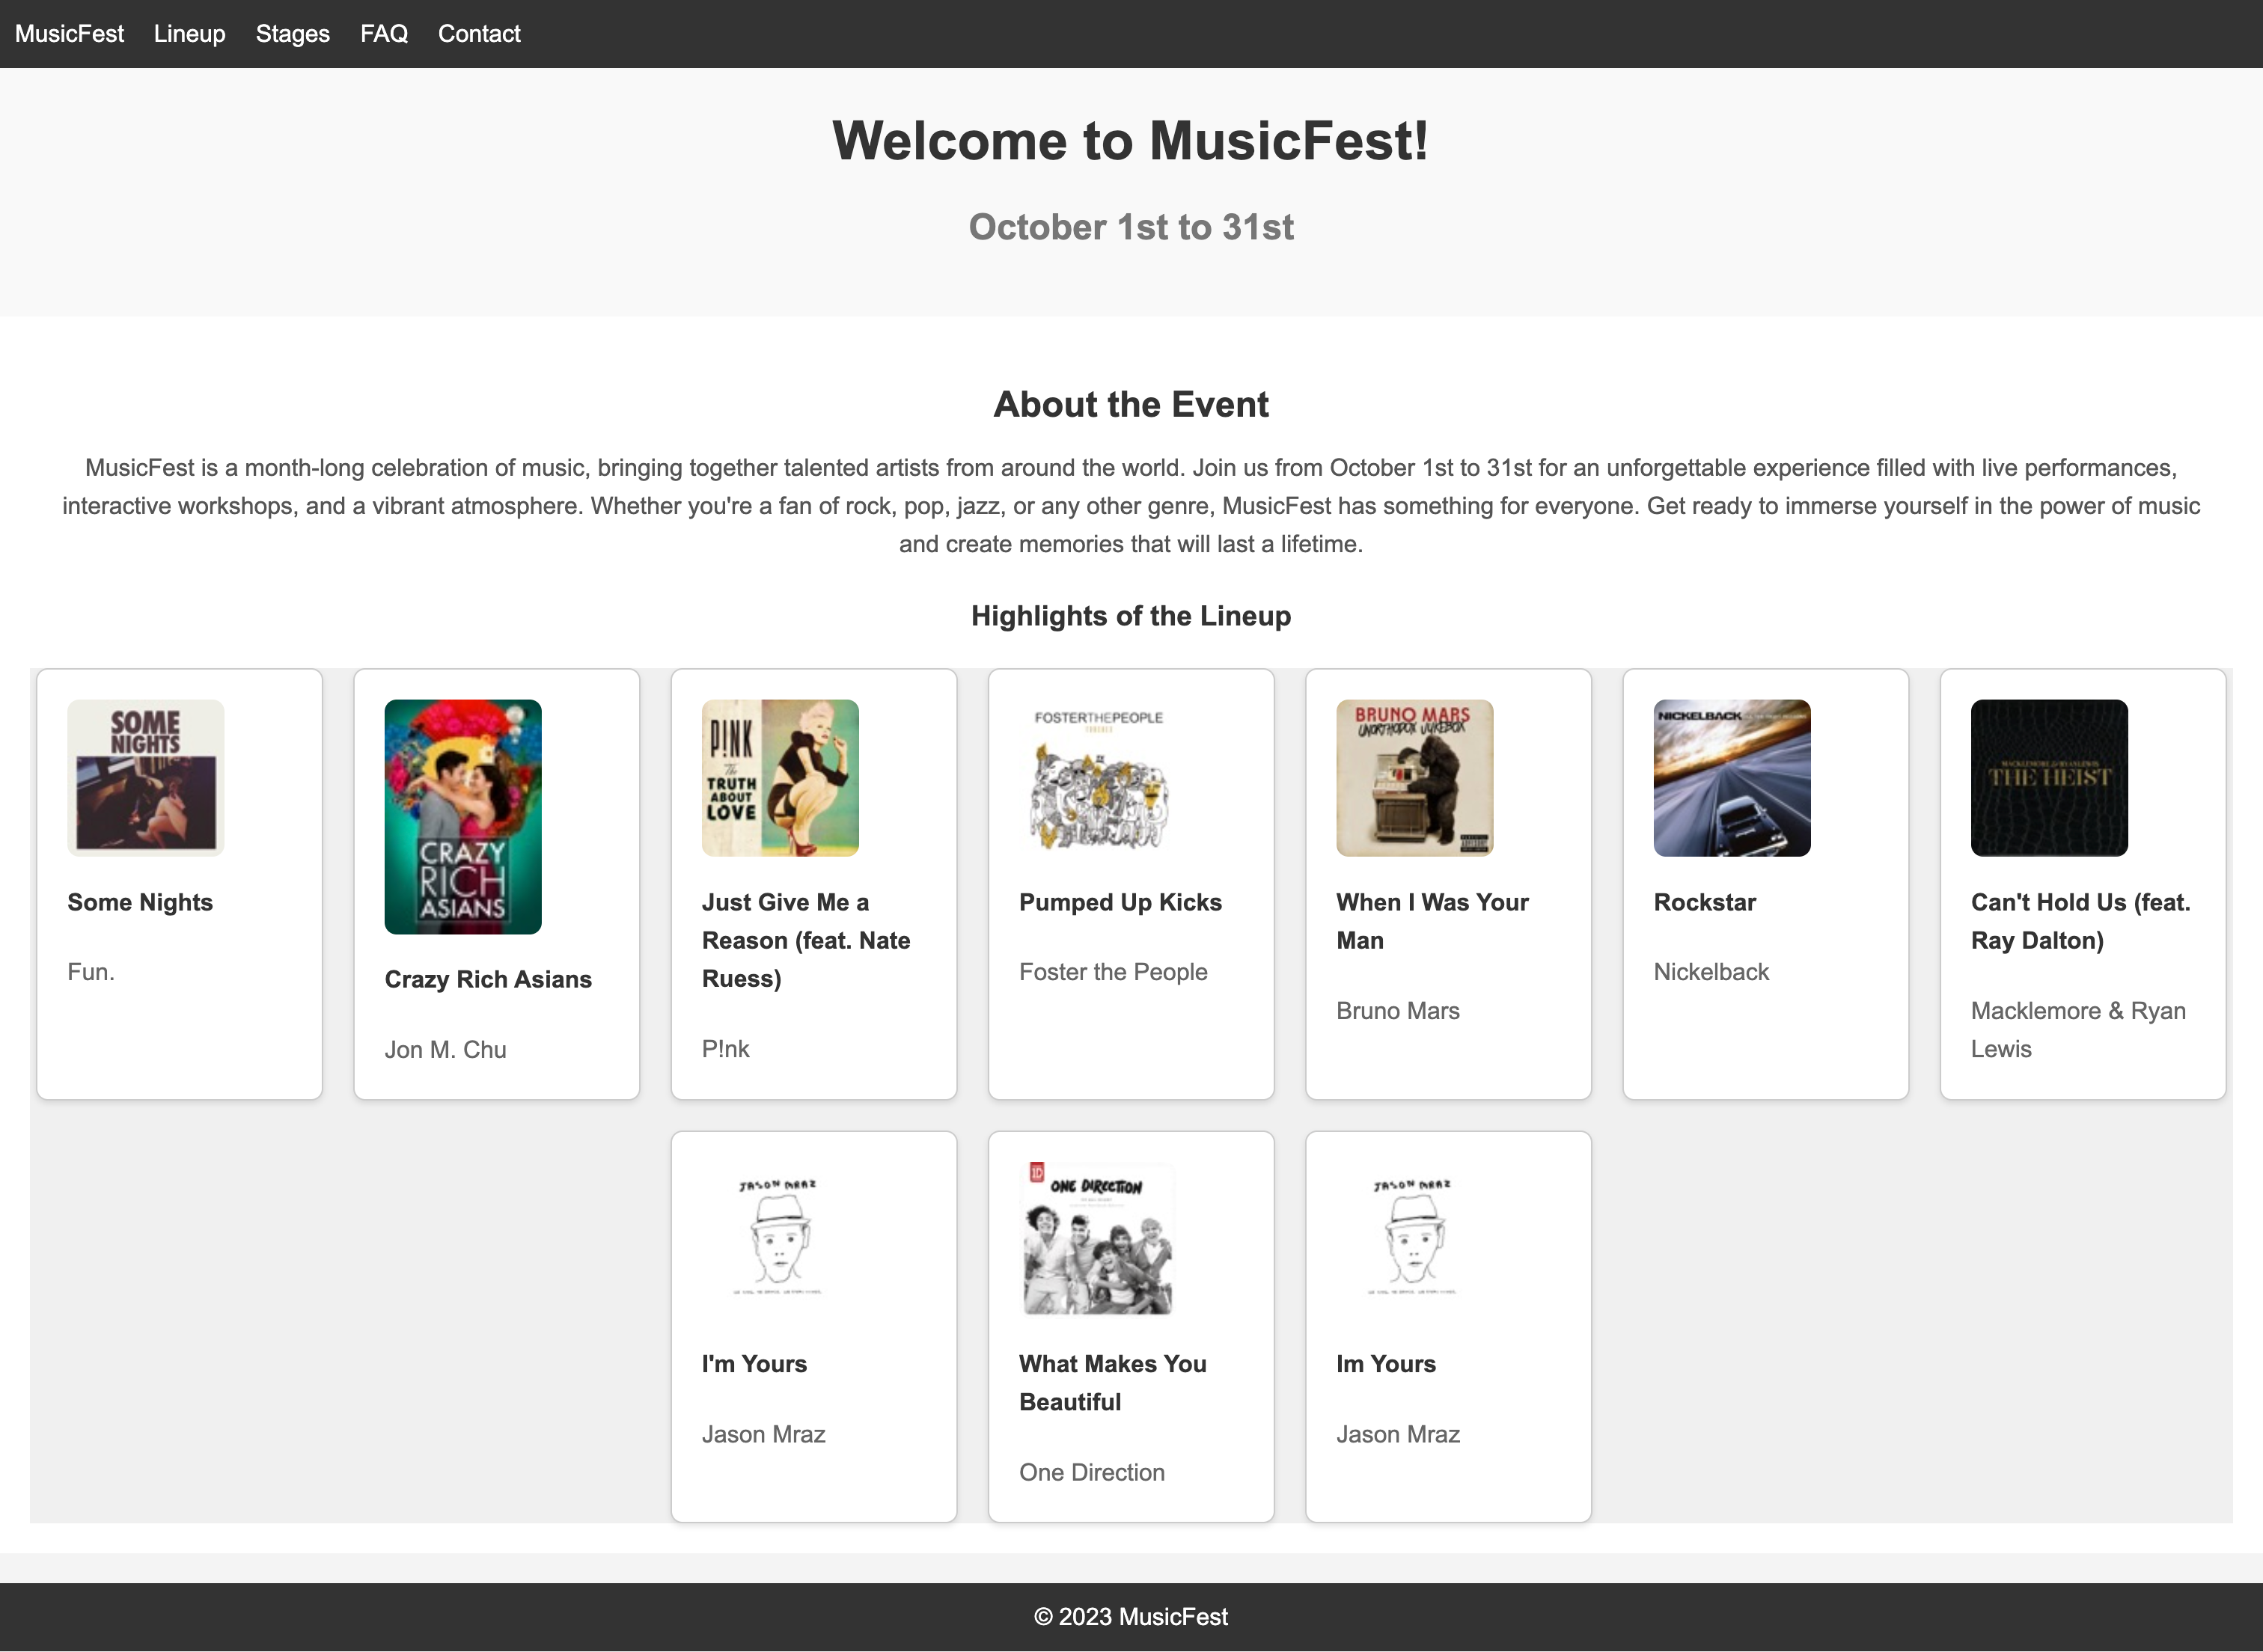 MusicFest Lineup Stages FAQ Contact
Welcome to MusicFest!
October 1st to 31st
About the Event
MusicFest is a month-long celebration of music, bringing together talented artists from around the world. Join us from October 1st to 31st for an unforgettable experience filled with live performances,
interactive workshops, and a vibrant atmosphere. Whether you're a fan of rock, pop, jazz, or any other genre, MusicFest has something for everyone. Get ready to immerse yourself in the power of music
and create memories that will last a lifetime.
Highlights of the Lineup
SOME
NIGHTS
Some Nights
Fun.
CRAZY
RICH
ASIANS
Crazy Rich Asians
Jon M. Chu
P!NK
The
TRUTH
ABOUT
LOVE
Just Give Me a
Reason (feat. Nate
Ruess)
P!nk
FOSTERTHEPEOPLE
TORCHES
Pumped Up Kicks
Foster the People
BRUNO MARS
UNORTHODOX JUKEBOX
When I Was Your
Man
Bruno Mars
NICKELBACK
Rockstar
Nickelback
MACKLEMORE & RYAN LEWIS
THE HEIST
Can't Hold Us (feat.
Ray Dalton)
Macklemore & Ryan
Lewis
JASON MRAZ
I'm Yours
Jason Mraz
1D
ONE DIRECTION
What Makes You
Beautiful
One Direction
JASON MRAZ
Im Yours
Jason Mraz
© 2023 MusicFest